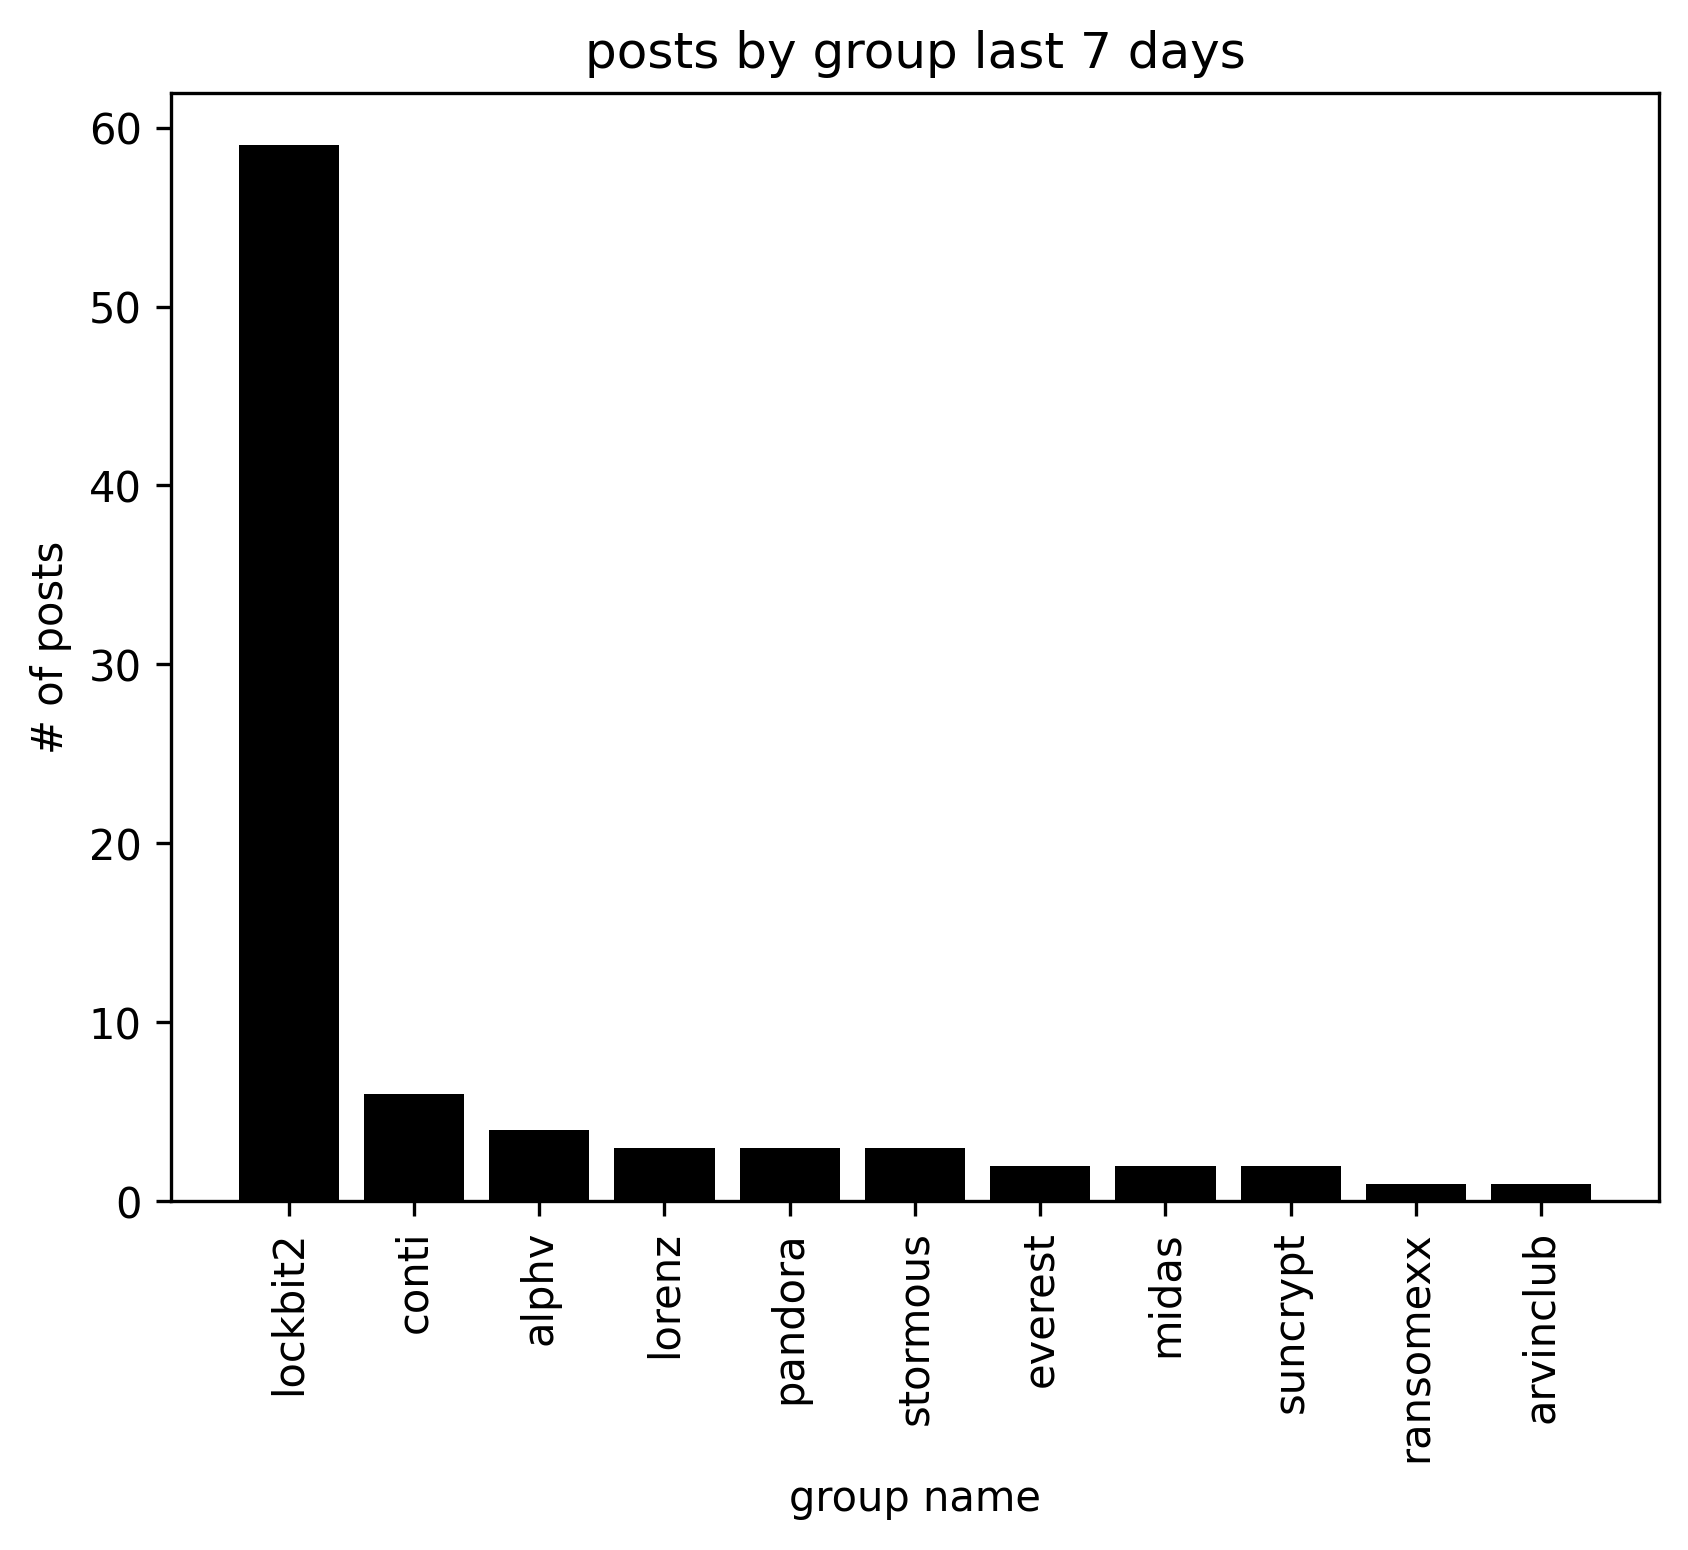 posts by group last 7 days
60
50
40
30
20
10
0
# of posts
lockbit2
conti
alphv
lorenz
pandora
stormous
everest
midas
suncrypt
ransomexx
arvinclub
group name